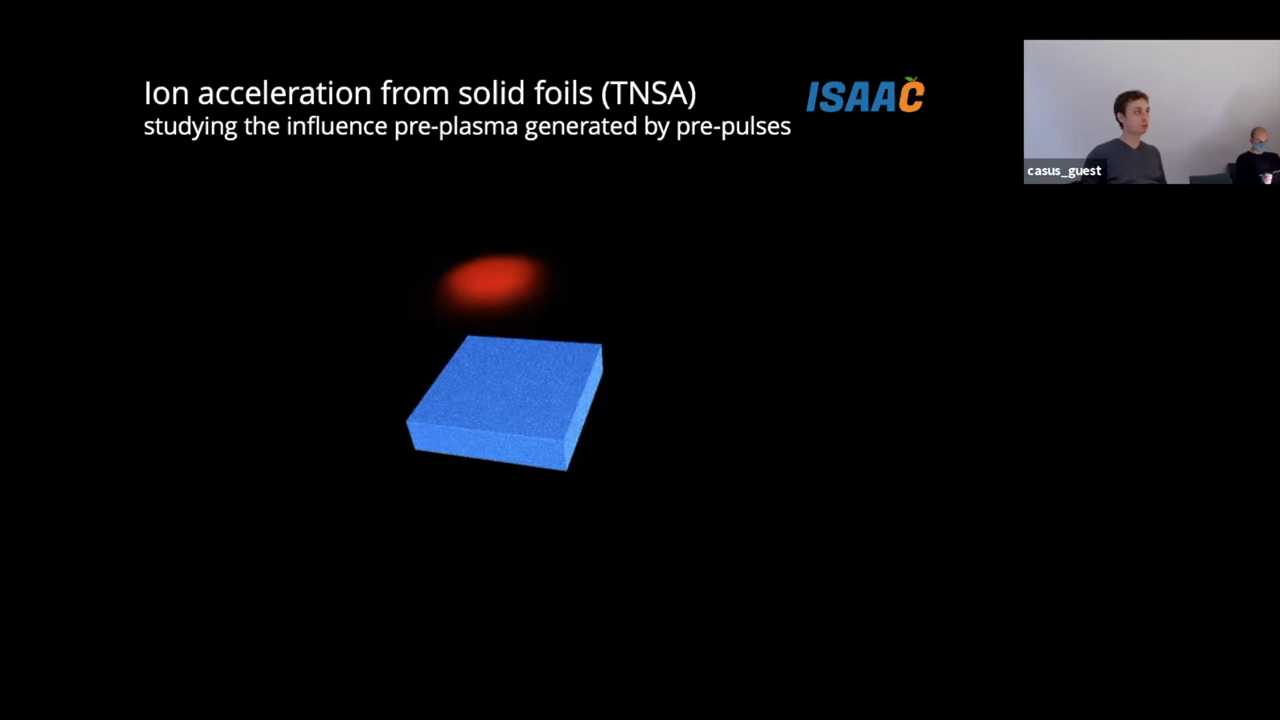 Ion acceleration from solid foils (TNSA)
studying the influence pre-plasma generated by pre-pulses
ISAAC
casus_guest